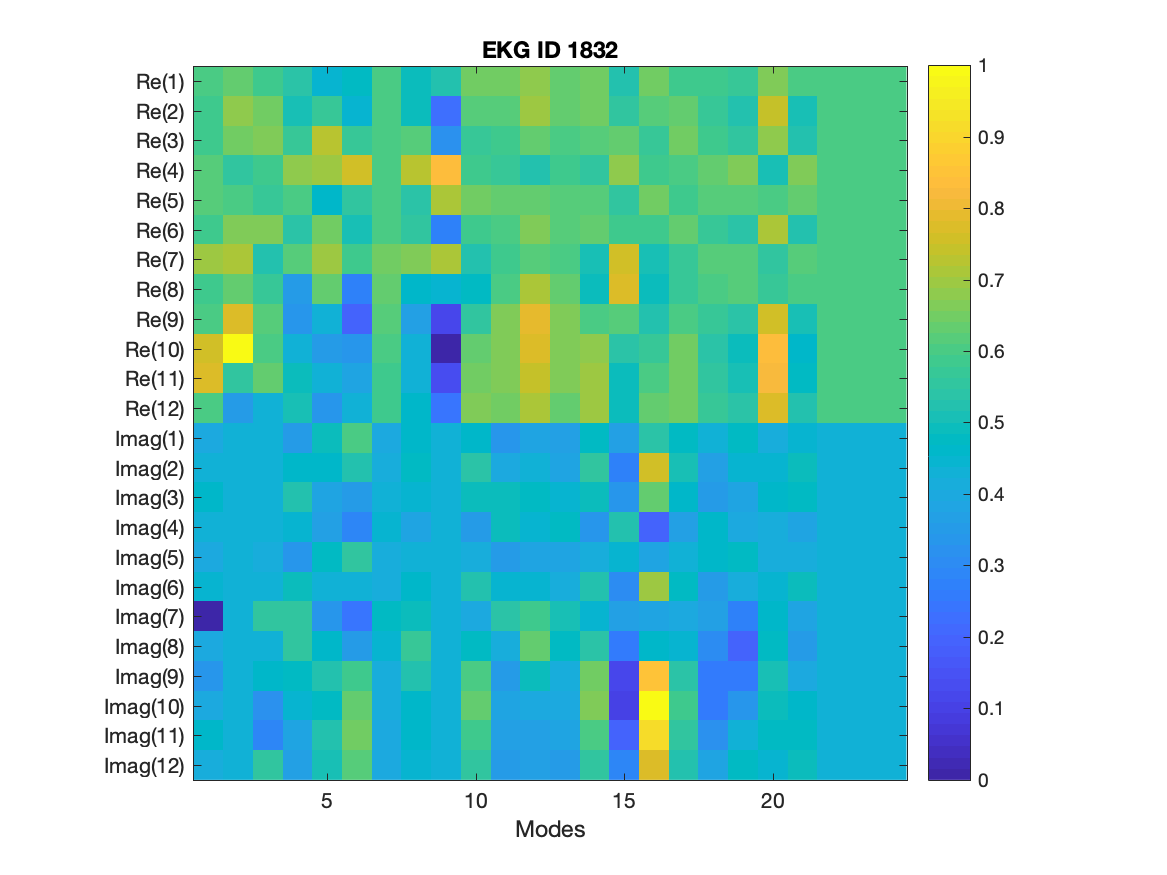 EKG ID 1832
Re(1)
Re(2)
Re(3)
Re(4)
Re(5)
Re(6)
Re(7)
Re(8)
Re(9)
Re(10)
Re(11)
Re(12)
Imag(1)
Imag(2)
Imag(3)
Imag(4)
Imag(5)
Imag(6)
Imag(7)
Imag(8)
Imag(9)
Imag(10)
Imag(11)
Imag(12)
5 10 15 20
Modes
1
0.9
0.8
0.7
0.6
0.5
0.4
0.3
0.2
0.1
0